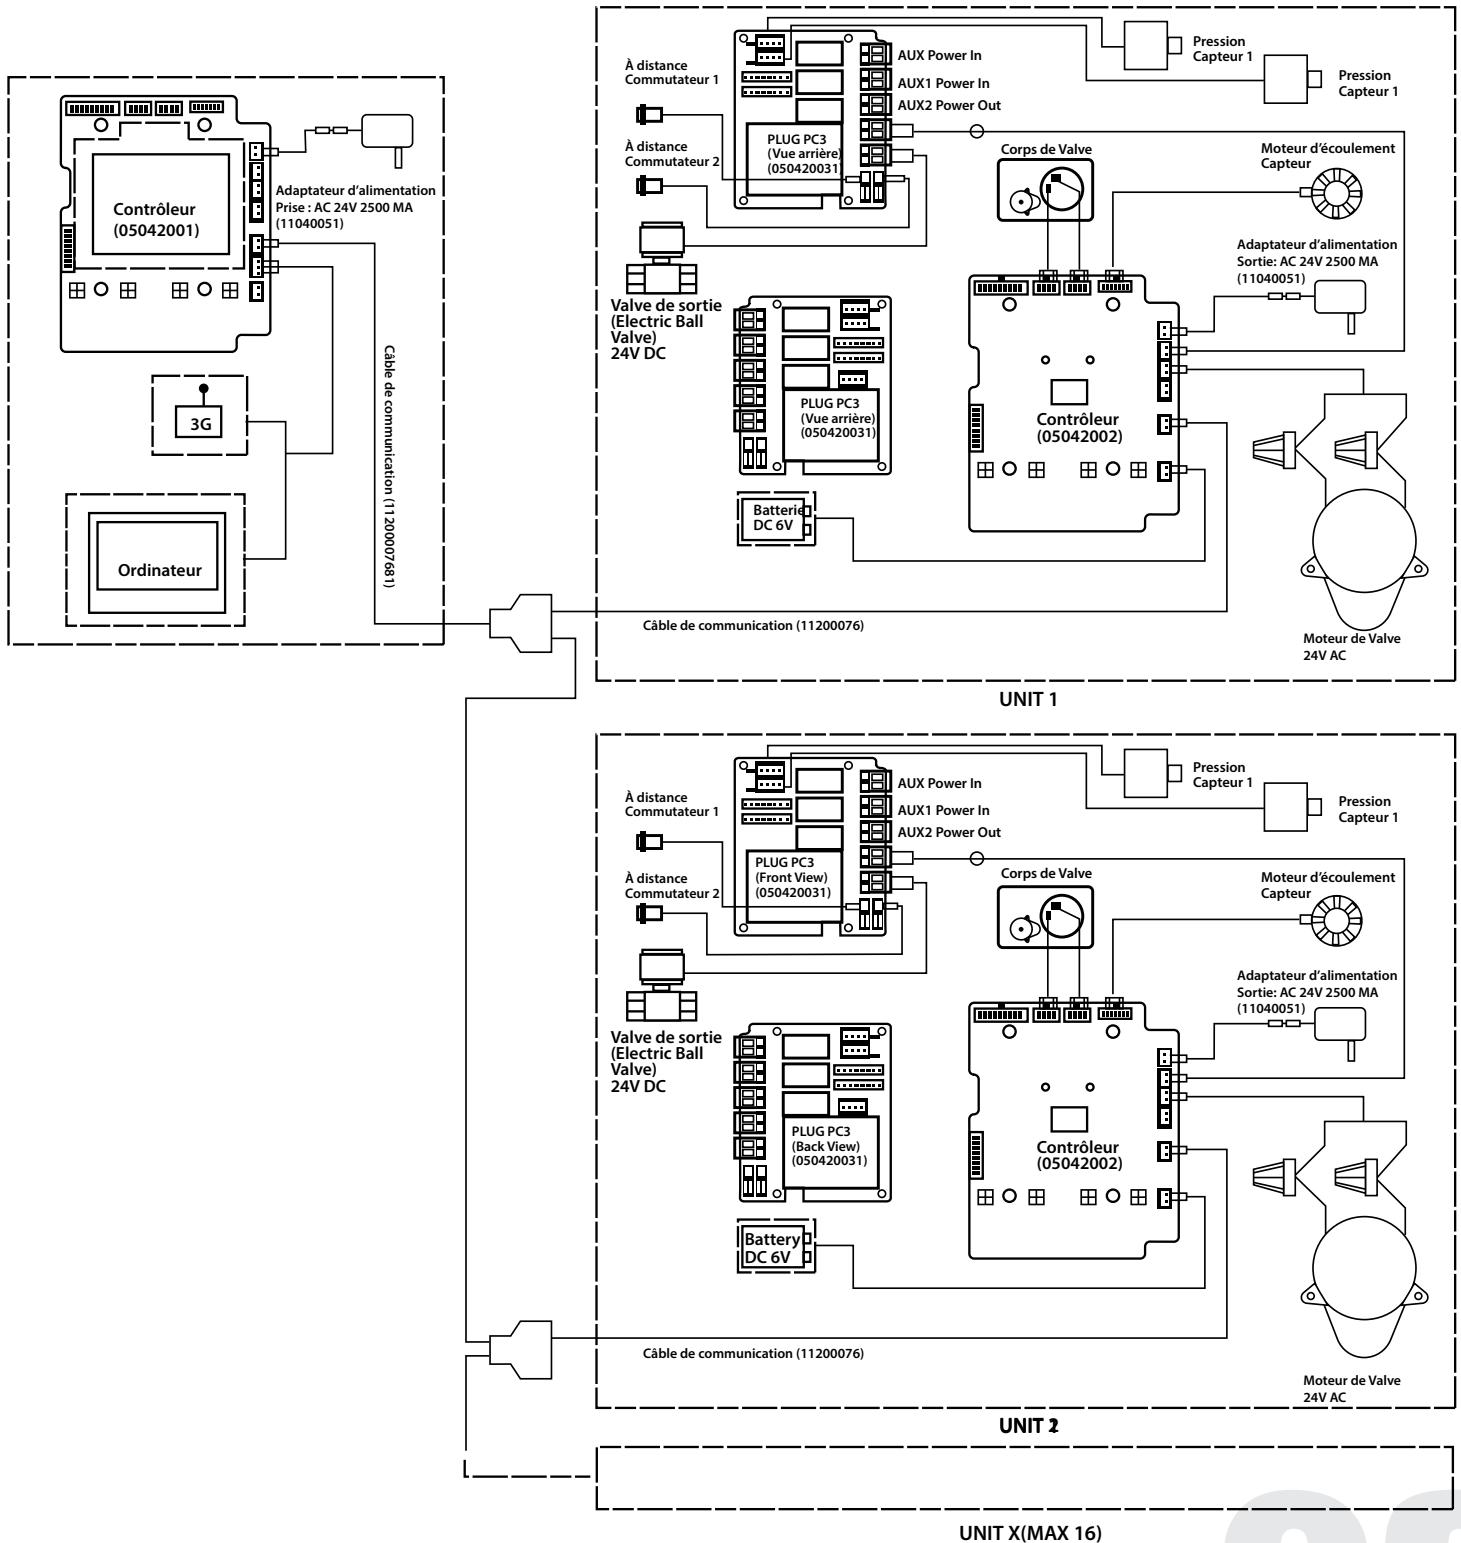 Contrôleur
(05042001)
Adaptateur d’alimentation
Prise : AC 24V 2500 MA
(11040051)
Câble de communication (11200007681)
3G
Ordinateur
À distance
Commutateur 1
À distance
Commutateur 2
PLUG PC3
(Vue arrière)
(050420031)
AUX Power In
AUX1 Power In
AUX2 Power Out
Pression
Capteur 1
Pression
Capteur 1
Corps de Valve
Moteur d’écoulement
Capteur
Adaptateur d’alimentation
Sortie: AC 24V 2500 MA
(11040051)
Valve de sortie
(Electric Ball
Valve)
24V DC
PLUG PC3
(Vue arrière)
(050420031)
Contrôleur
(05042002)
Batterie
DC 6V
Câble de communication (11200076)
Moteur de Valve
24V AC
UNIT 1
À distance
Commutateur 1
À distance
Commutateur 2
PLUG PC3
(Front View)
(050420031)
AUX Power In
AUX1 Power In
AUX2 Power Out
Pression
Capteur 1
Pression
Capteur 1
Corps de Valve
Moteur d’écoulement
Capteur
Adaptateur d’alimentation
Sortie: AC 24V 2500 MA
(11040051)
Valve de sortie
(Electric Ball
Valve)
24V DC
PLUG PC3
(Back View)
(050420031)
Contrôleur
(05042002)
Battery
DC 6V
Câble de communication (11200076)
Moteur de Valve
24V AC
UNIT 2
UNIT X(MAX 16)